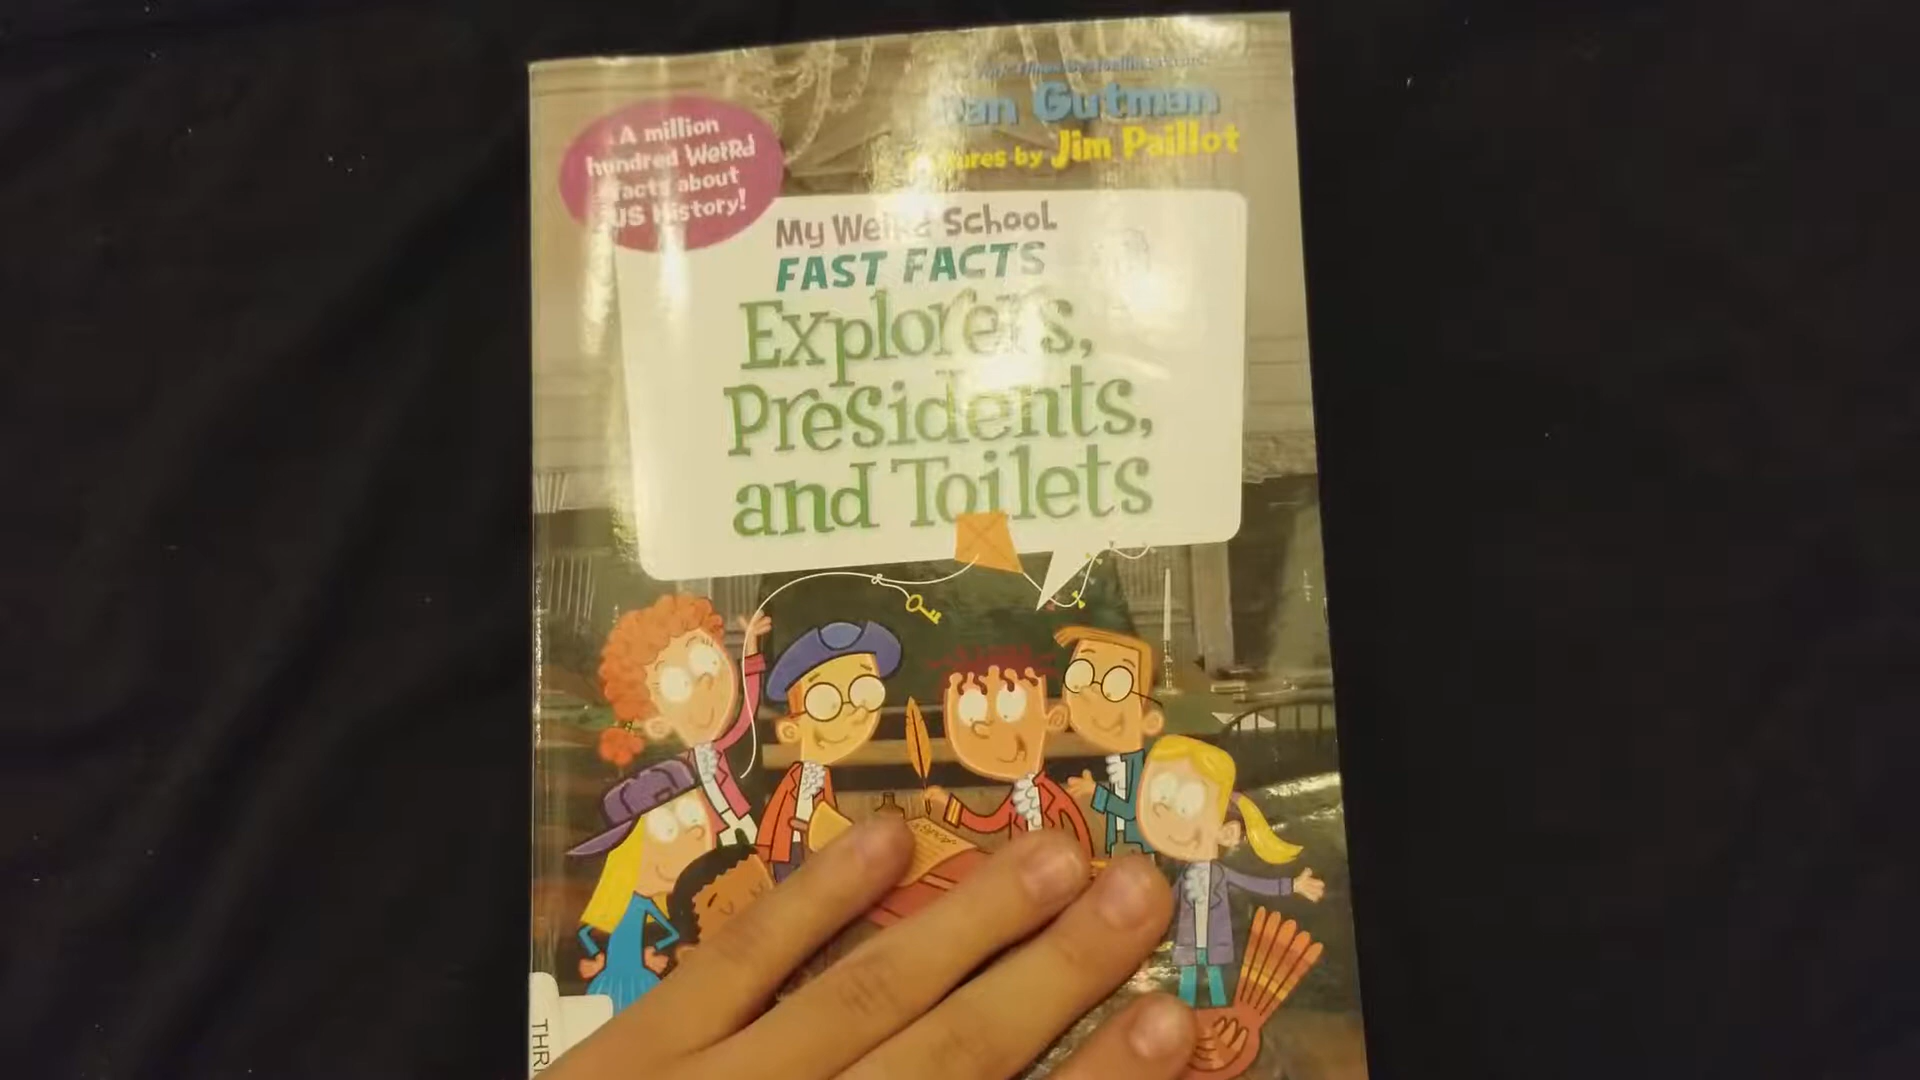 A million
hundred WeiRd
facts about
US History!
Dan Gutman
Pictures by Jim Paillot
My Weird School
FAST FACTS
Explorers,
Presidents,
and Toilets
THRI